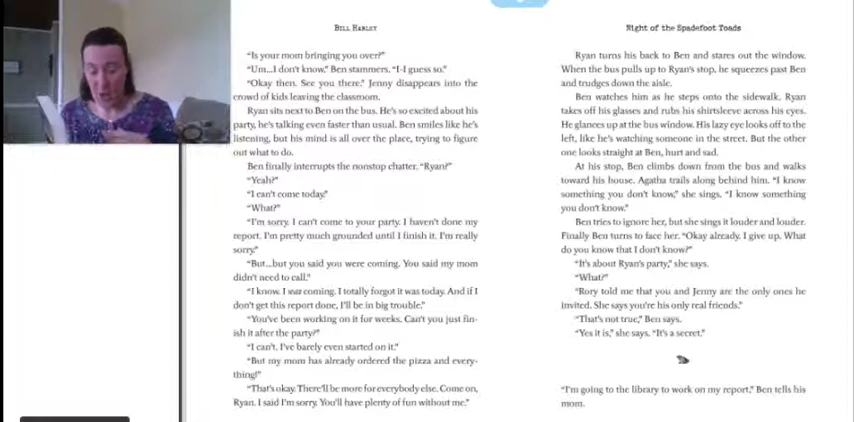 BILL HARLEY
"Is your mom bringing you over?"
"Um...I don't know," Ben stammers. "I-I guess so."
"Okay then. See you there." Jenny disappears into the
crowd of kids leaving the classroom.
Ryan sits next to Ben on the bus. He's so excited about his
party, he's talking even faster than usual. Ben smiles like he's
listening, but his mind is all over the place, trying to figure
out what to do.
Ben finally interrupts the nonstop chatter. "Ryan?"
"Yeah?"
"I can't come today."
"What?"
"I'm sorry. I can't come to your party. I haven't done my
report. I'm pretty much grounded until I finish it. I'm really
sorry."
"But...but you said you were coming. You said my mom
didn't need to call."
"I know. I was coming. I totally forgot it was today. And if I
don't get this report done, I'll be in big trouble."
"You've been working on it for weeks. Can't you just fin-
ish it after the party?"
"I can't. I've barely even started on it."
"But my mom has already ordered the pizza and every-
thing!"
"That's okay. There'll be more for everybody else. Come on,
Ryan. I said I'm sorry. You'll have plenty of fun without me."
Night of the Spadefoot Toads
Ryan turns his back to Ben and stares out the window.
When the bus pulls up to Ryan's stop, he squeezes past Ben
and trudges down the aisle.
Ben watches him as he steps onto the sidewalk. Ryan
takes off his glasses and rubs his shirtsleeve across his eyes.
He glances up at the bus window. His lazy eye looks off to the
left, like he's watching someone in the street. But the other
one looks straight at Ben, hurt and sad.
At his stop, Ben climbs down from the bus and walks
toward his house. Agatha trails along behind him. "I know
something you don't know," she sings. "I know something
you don't know."
Ben tries to ignore her, but she sings it louder and louder.
Finally Ben turns to face her. "Okay already. I give up. What
do you know that I don't know?"
"It's about Ryan's party," she says.
"What?"
"Rory told me that you and Jenny are the only ones he
invited. She says you're his only real friends."
"That's not true," Ben says.
"Yes it is," she says. "It's a secret."
"I'm going to the library to work on my report," Ben tells his
mom.